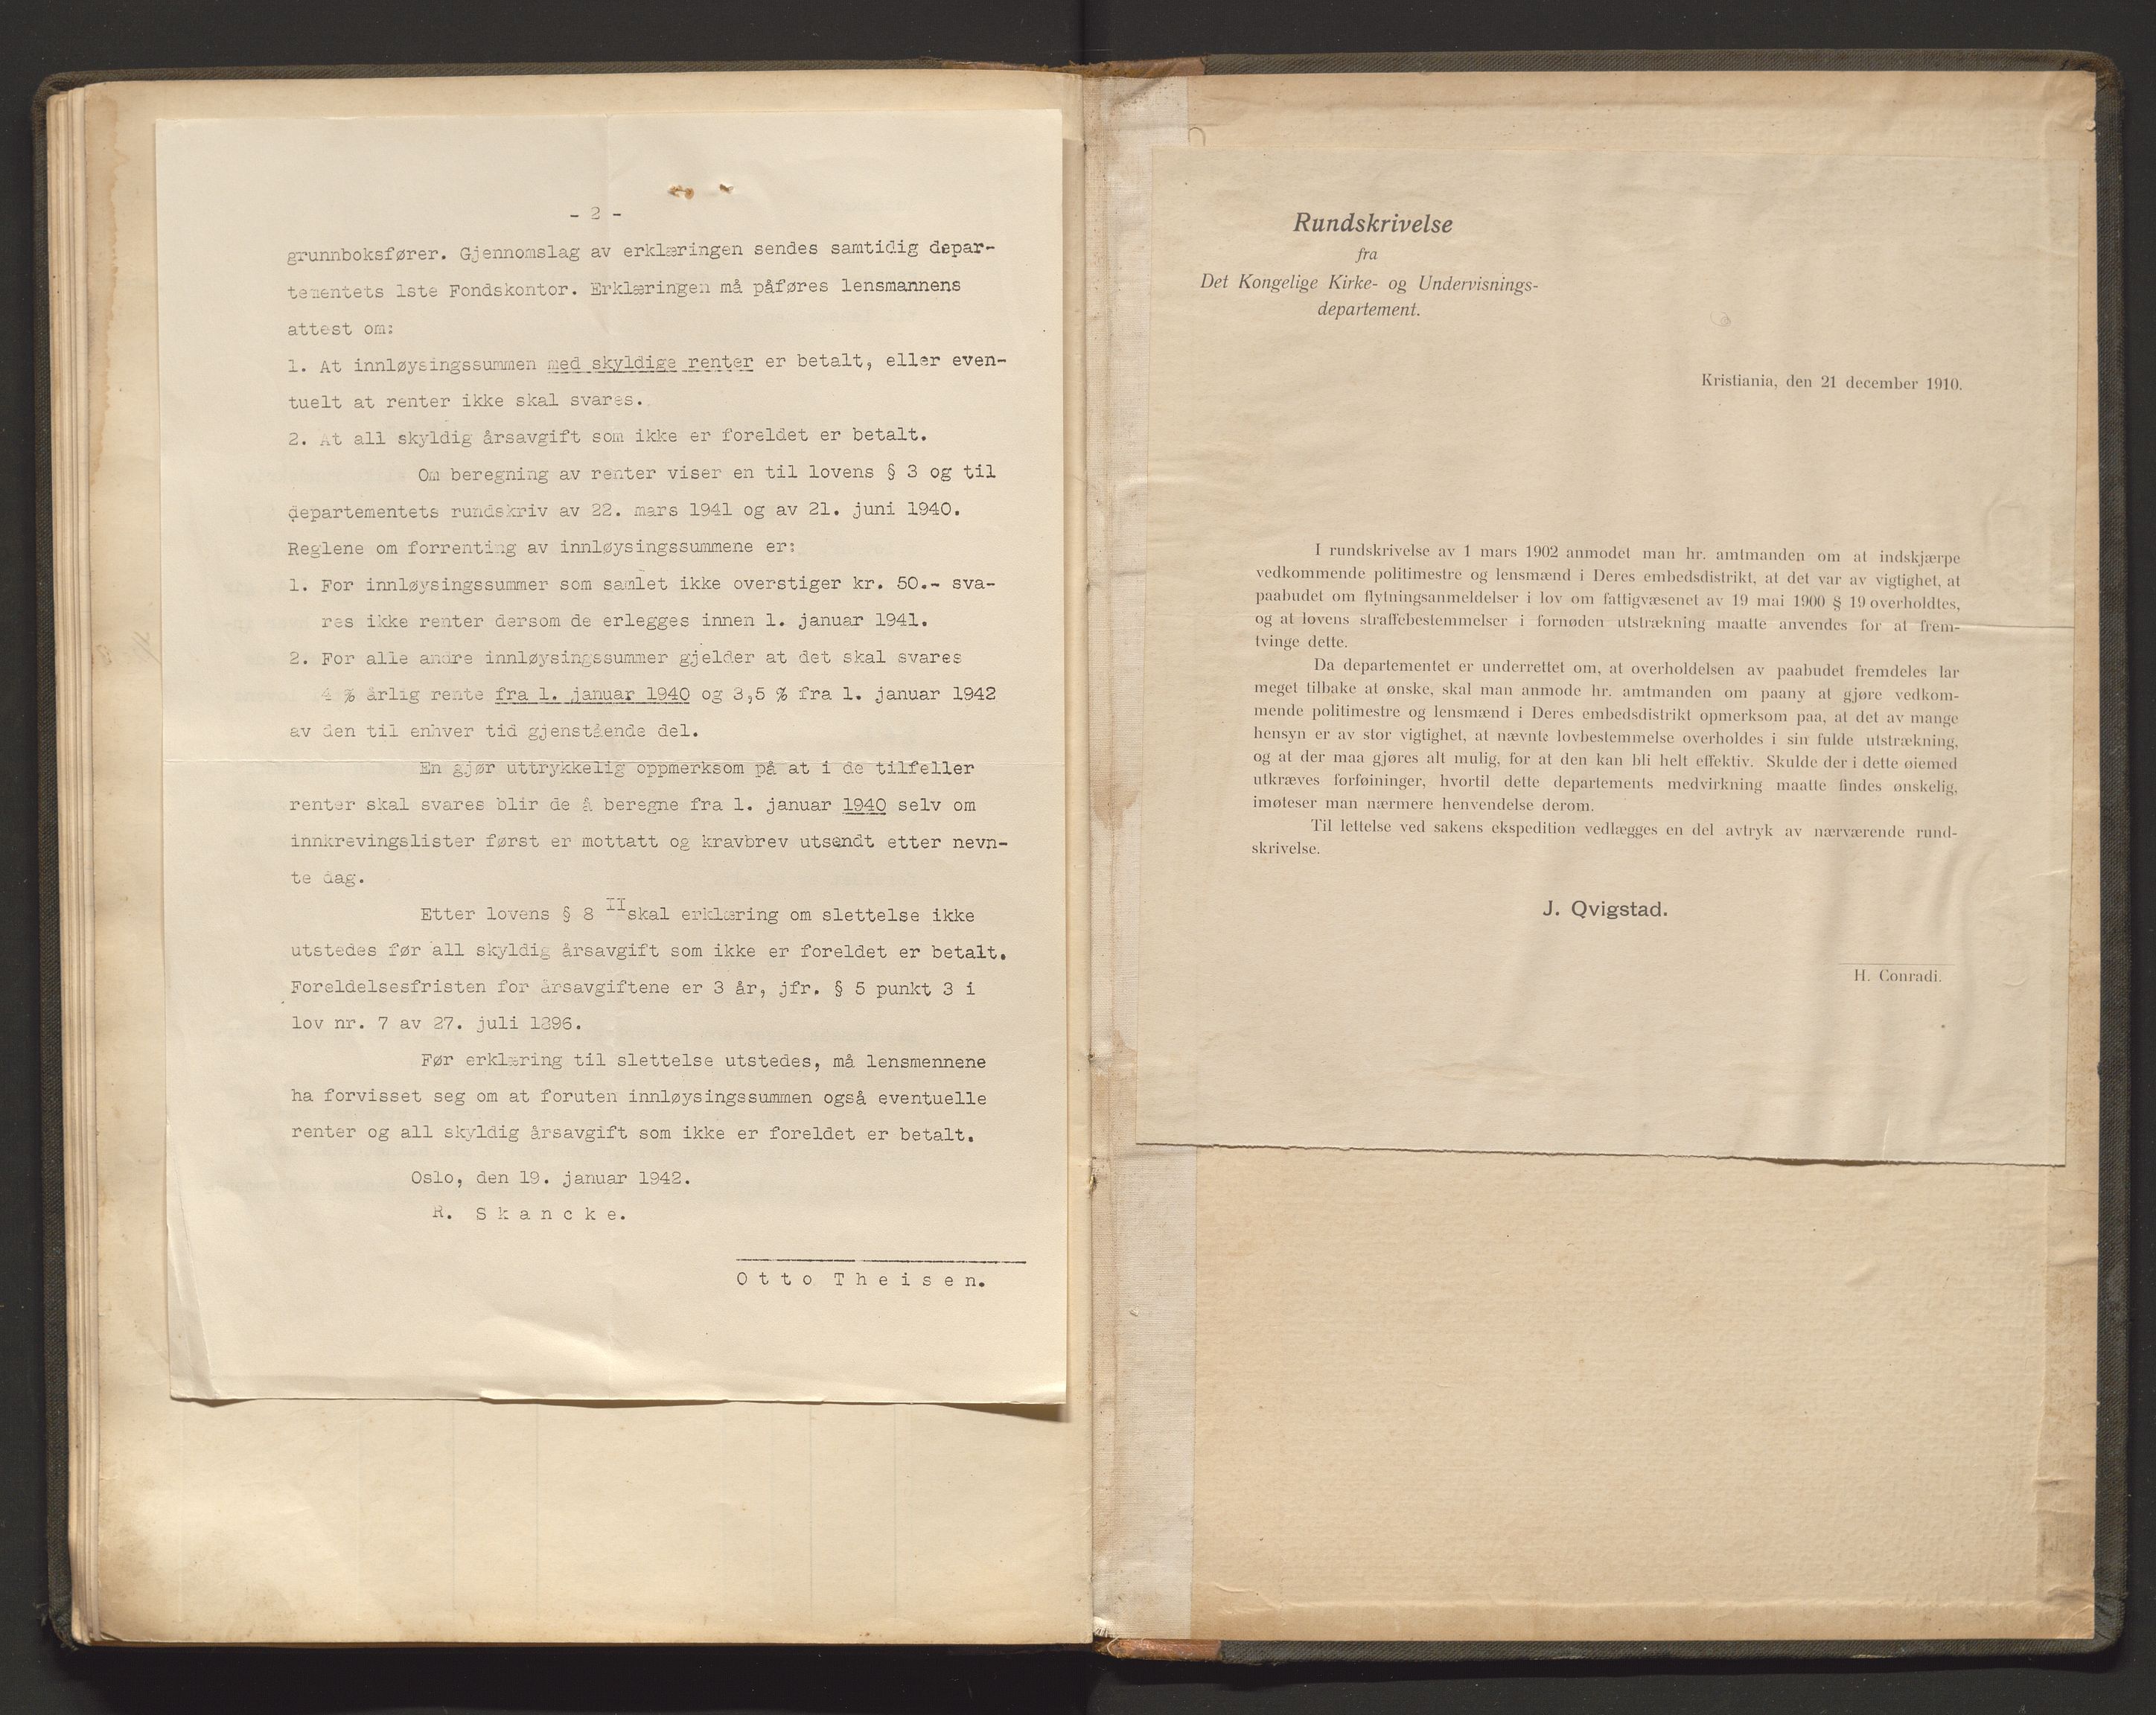 - 2 -
grunnboksfører. Gjennomslag av erklæringen sendes samtidig depar-
tementets 1ste Fondskontor. Erklæringen må påføres lensmannens
attest om:
1. At innløysingssummen med skyldige renter er betalt, eller even-
tuelt at renter ikke skal svares.
2. At all skyldig årsavgift som ikke er foreldet er betalt.
Om beregning av renter viser en til lovens § 3 og til
departementets rundskriv av 22. mars 1941 og av 21. juni 1940.
Reglene om forrenting av innløysingssummene er:
1. For innløysingssummer som samlet ikke overstiger kr. 50.- sva-
res ikke renter dersom de erlegges innen 1. januar 1941.
2. For alle andre innløysingssummer gjelder at det skal svares
4 % årlig rente fra 1. januar 1940 og 3,5 % fra 1. januar 1942
av den til enhver tid gjenstående del.
En gjør uttrykkelig oppmerksom på at i de tilfeller
renter skal svares blir de å beregne fra 1. januar 1940 selv om
innkrevingslister først er mottatt og kravbrev utsendt etter nevn-
te dag.
Etter lovens § 8 II skal erklæring om slettelse ikke
utstedes før all skyldig årsavgift som ikke er foreldet er betalt.
Foreldelsesfristen for årsavgiftene er 3 år, jfr. § 5 punkt 3 i
lov nr. 7 av 27. juli 1896.
Før erklæring til slettelse utstedes, må lensmennene
ha forvisset seg om at foruten innløysingssummen også eventuelle
renter og all skyldig årsavgift som ikke er foreldet er betalt.
Oslo, den 19. januar 1942.
R. Skancke.
Otto Theisen.
Rundskrivelse
fra
Det Kongelige Kirke- og Undervisnings-
departement.
Kristiania, den 21 december 1910.
I rundskrivelse av 1 mars 1902 anmodet man hr. amtmanden om at indskjærpe
vedkommende politimestre og lensmænd i Deres embedsdistrikt, at det var av vigtighet, at
paabudet om flytningsanmeldelser i lov om fattigvæsenet av 19 mai 1900 § 19 overholdtes,
og at lovens straffebestemmelser i fornøden utstrækning maatte anvendes for at frem-
tvinge dette.
Da departementet er underrettet om, at overholdelsen av paabudet fremdeles lar
meget tilbake at ønske, skal man anmode hr. amtmanden om paany at gjøre vedkom-
mende politimestre og lensmænd i Deres embedsdistrikt opmerksom paa, at det av mange
hensyn er av stor vigtighet, at nævnte lovbestemmelse overholdes i sin fulde utstrækning,
og at der maa gjøres alt mulig, for at den kan bli helt effektiv. Skulde der i dette øiemed
utkræves forføininger, hvortil dette departements medvirkning maatte findes ønskelig,
imøteser man nærmere henvendelse derom.
Til lettelse ved sakens ekspedition vedlægges en del avtryk av nærværende rund-
skrivelse.
J. Qvigstad.
H. Conradi.